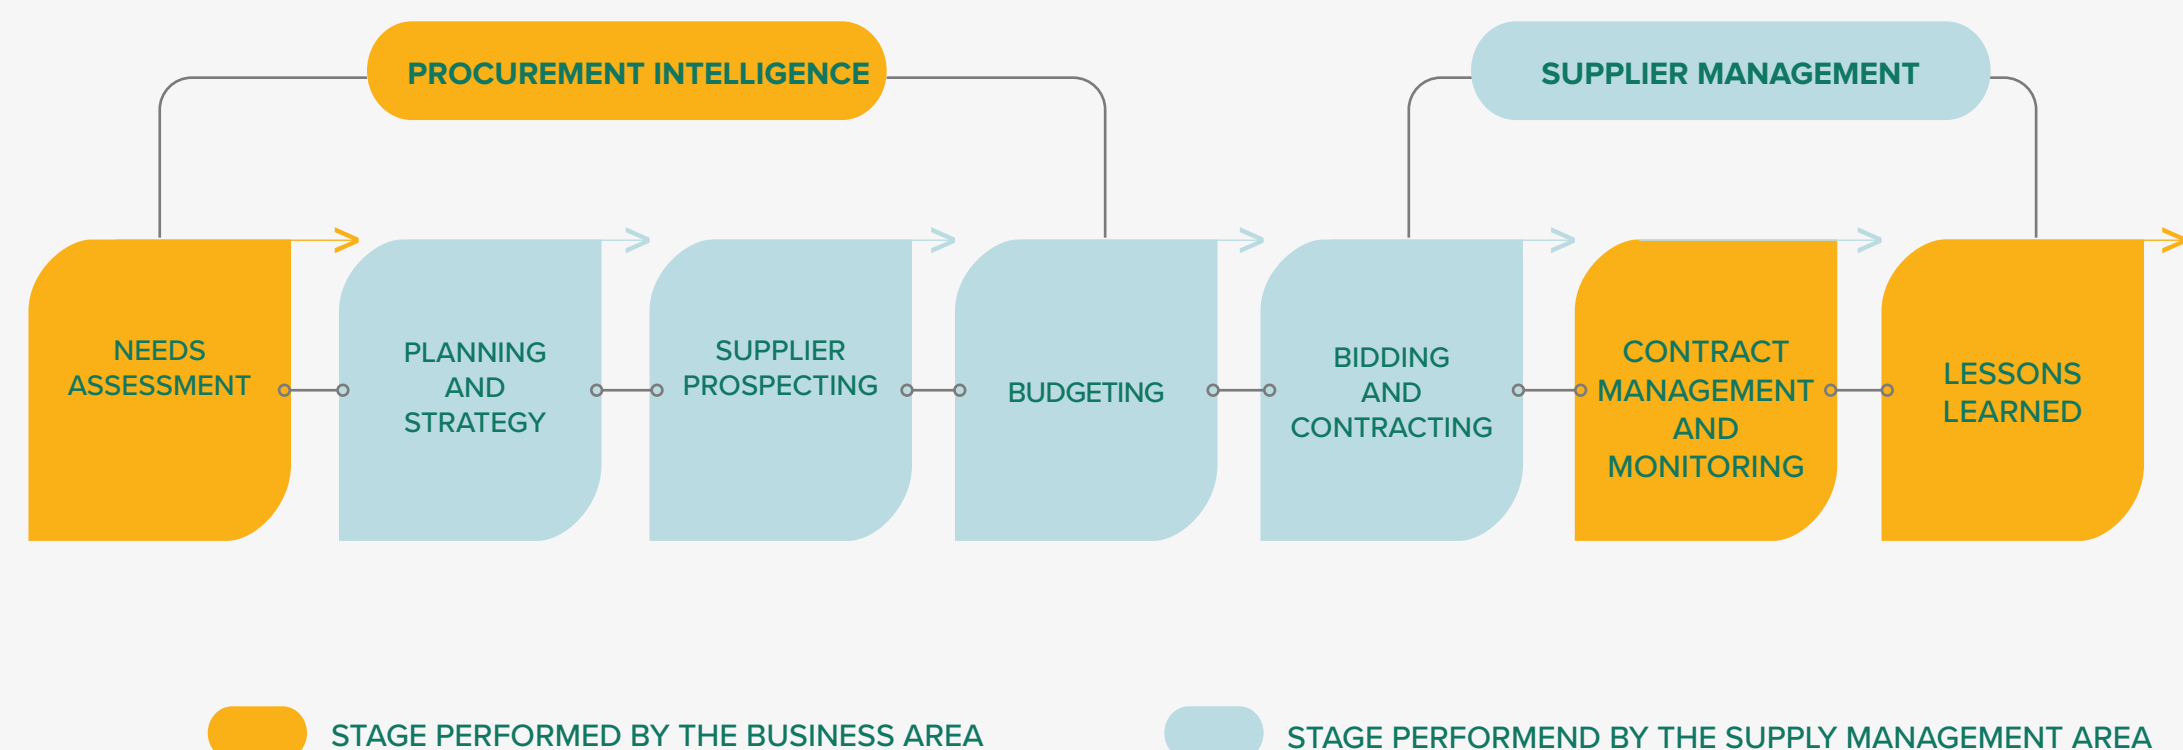 PROCUREMENT INTELLIGENCE
SUPPLIER MANAGEMENT
NEEDS
ASSESSMENT
PLANNING
AND
STRATEGY
SUPPLIER
PROSPECTING
BUDGETING
BIDDING
AND
CONTRACTING
CONTRACT
MANAGEMENT
AND
MONITORING
LESSONS
LEARNED
STAGE PERFORMED BY THE BUSINESS AREA
STAGE PERFORMEND BY THE SUPPLY MANAGEMENT AREA